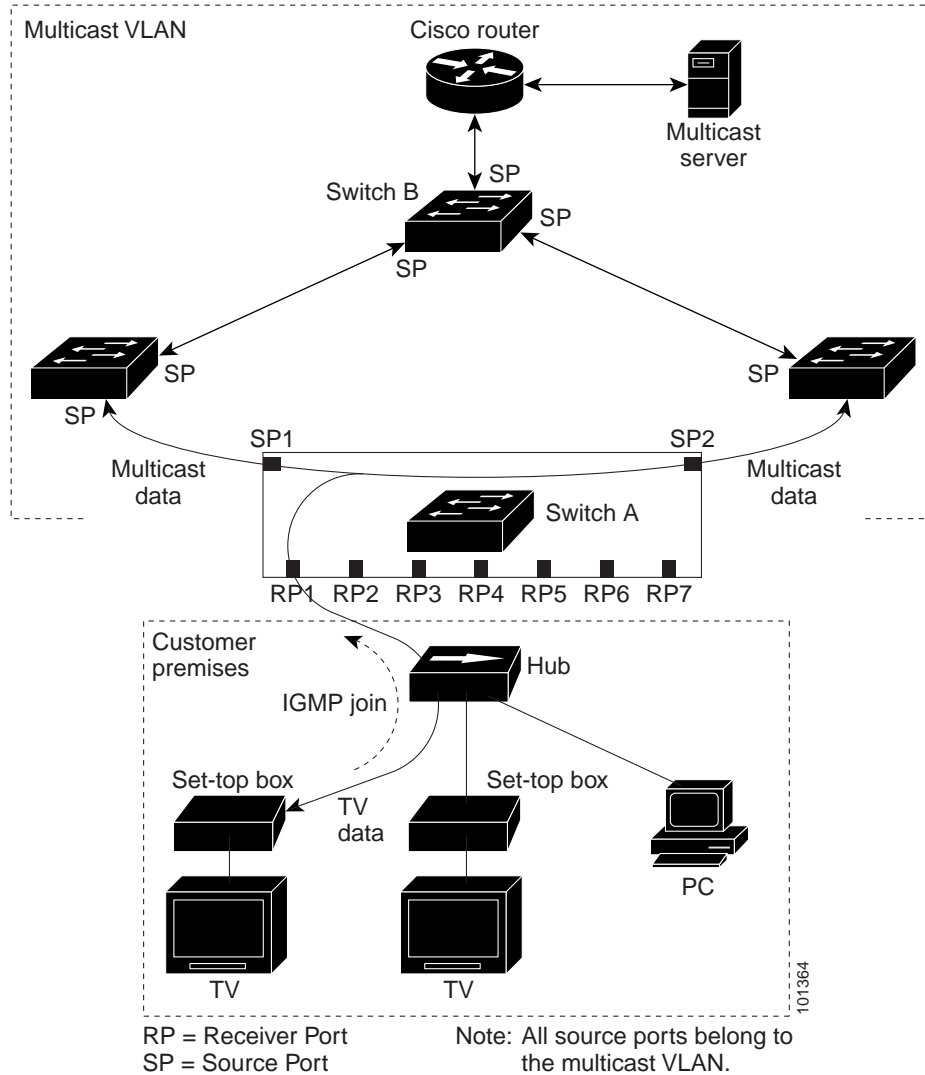 Multicast VLAN
Cisco router
Multicast
server
SP
Switch B
SP
SP
SP
SP
SP
SP1
SP2
Multicast
data
Multicast
data
Switch A
RP1 RP2 RP3 RP4 RP5 RP6 RP7
Customer
premises
Hub
IGMP join
Set-top box
Set-top box
TV
data
PC
TV
TV
101364
RP = Receiver Port
SP = Source Port
Note: All source ports belong to
the multicast VLAN.